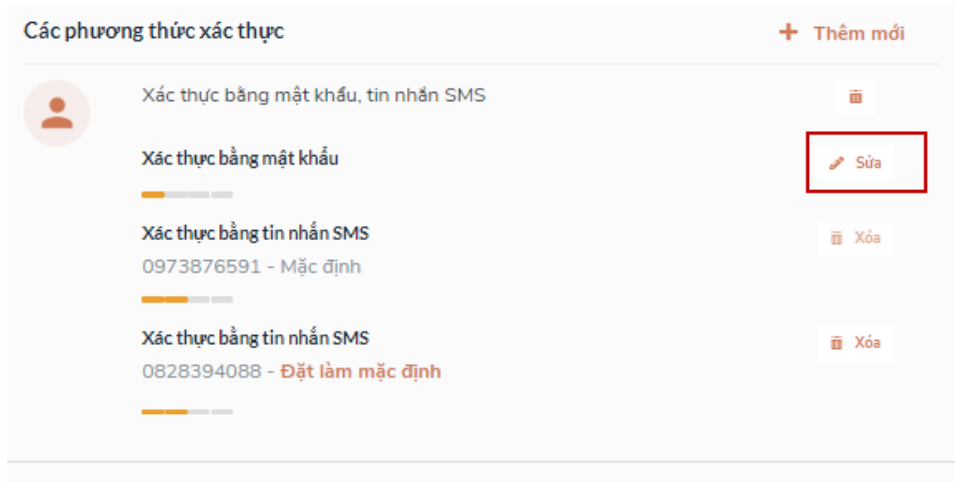 Các phương thức xác thực
Thêm mới
Xác thực bằng mật khẩu, tin nhắn SMS
Xác thực bằng mật khẩu
Sửa
Xác thực bằng tin nhắn SMS
Xóa
0973876591 - Mặc định
Xác thực bằng tin nhắn SMS
Xóa
0828394088 - Đặt làm mặc định